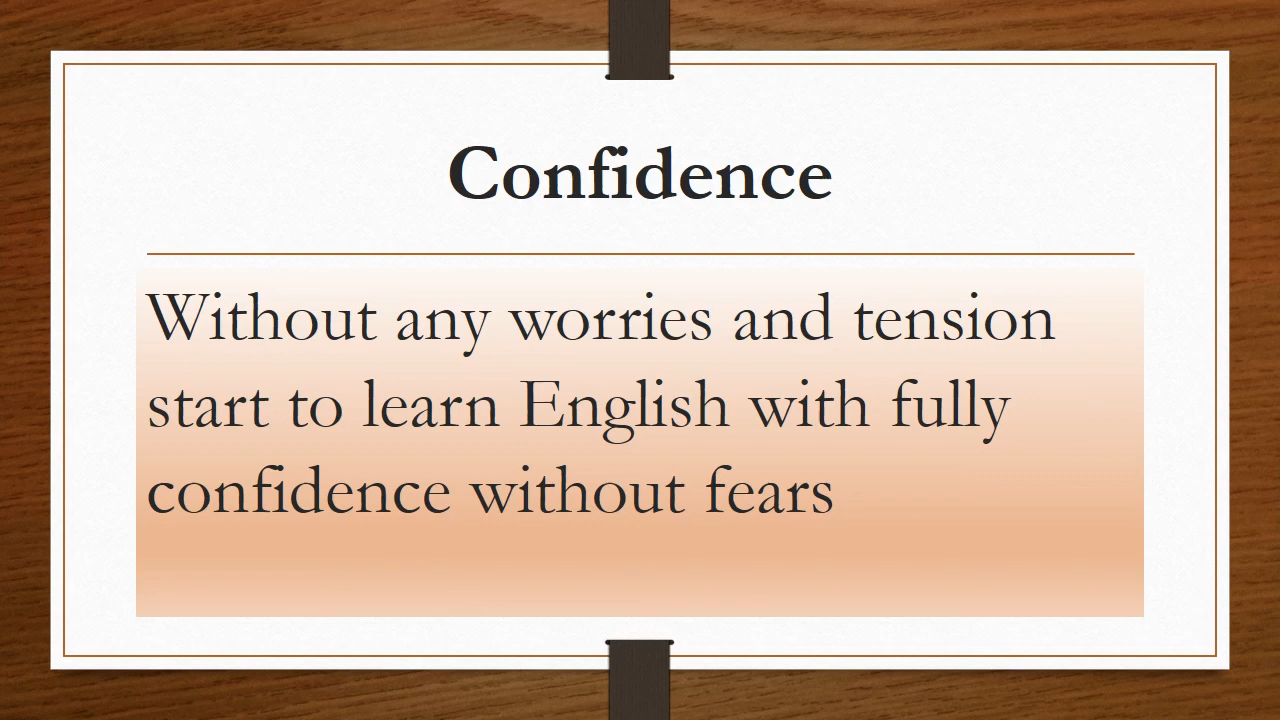 Confidence
Without any worries and tension
start to learn English with fully
confidence without fears